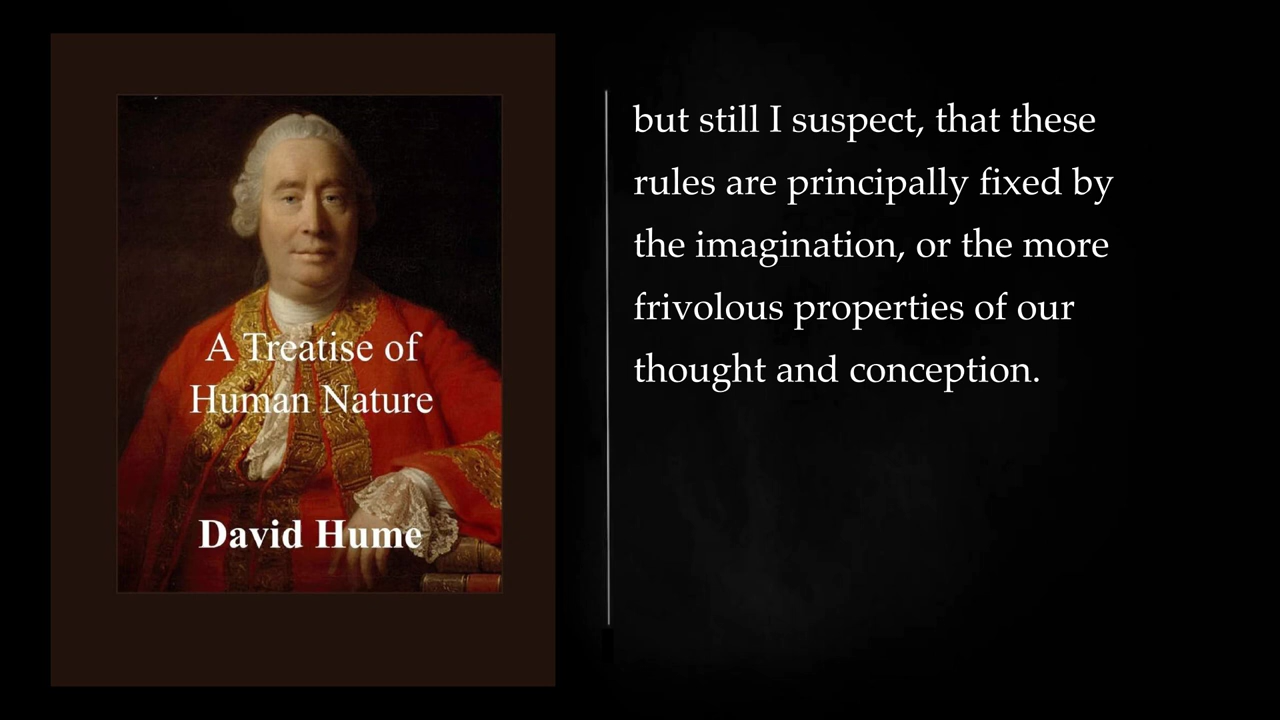 A Treatise of
Human Nature
David Hume
but still I suspect, that these
rules are principally fixed by
the imagination, or the more
frivolous properties of our
thought and conception.